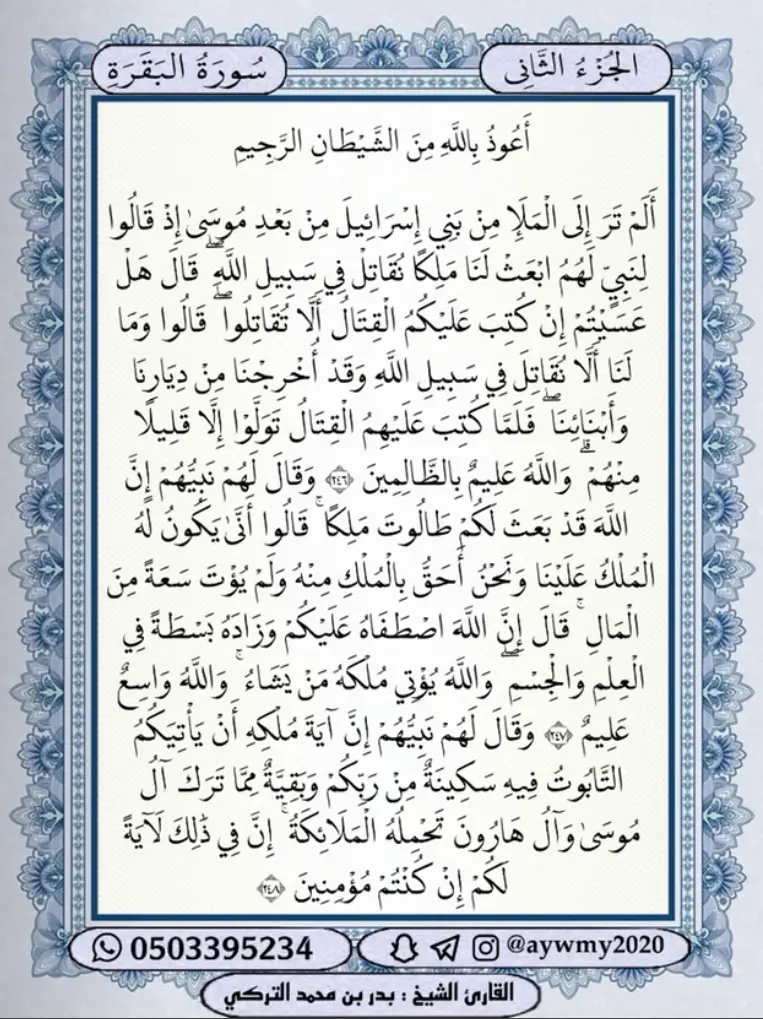 سُورَةُ البَقَرَةِ
الجُزْءُ الثَّانِى
أَعُوذُ بِاللَّهِ مِنَ الشَّيْطَانِ الرَّجِيمِ
أَلَمْ تَرَ إِلَى الْمَلَإِ مِنْ بَنِي إِسْرَائِيلَ مِنْ بَعْدِ مُوسَىٰ إِذْ قَالُوا
لِنَبِيٍّ لَهُمُ ابْعَثْ لَنَا مَلِكًا نُقَاتِلْ فِي سَبِيلِ اللَّهِ ۖ قَالَ هَلْ
عَسَيْتُمْ إِنْ كُتِبَ عَلَيْكُمُ الْقِتَالُ أَلَّا تُقَاتِلُوا ۖ قَالُوا وَمَا
لَنَا أَلَّا نُقَاتِلَ فِي سَبِيلِ اللَّهِ وَقَدْ أُخْرِجْنَا مِنْ دِيَارِنَا
وَأَبْنَائِنَا ۖ فَلَمَّا كُتِبَ عَلَيْهِمُ الْقِتَالُ تَوَلَّوْا إِلَّا قَلِيلًا
مِنْهُمْ ۗ وَاللَّهُ عَلِيمٌ بِالظَّالِمِينَ ﴿٢٤٦﴾ وَقَالَ لَهُمْ نَبِيُّهُمْ إِنَّ
اللَّهَ قَدْ بَعَثَ لَكُمْ طَالُوتَ مَلِكًا ۚ قَالُوا أَنَّىٰ يَكُونُ لَهُ
الْمُلْكُ عَلَيْنَا وَنَحْنُ أَحَقُّ بِالْمُلْكِ مِنْهُ وَلَمْ يُؤْتَ سَعَةً مِنَ
الْمَالِ ۚ قَالَ إِنَّ اللَّهَ اصْطَفَاهُ عَلَيْكُمْ وَزَادَهُ بَسْطَةً فِي
الْعِلْمِ وَالْجِسْمِ ۖ وَاللَّهُ يُؤْتِي مُلْكَهُ مَنْ يَشَاءُ ۚ وَاللَّهُ وَاسِعٌ
عَلِيمٌ ﴿٢٤٧﴾ وَقَالَ لَهُمْ نَبِيُّهُمْ إِنَّ آيَةَ مُلْكِهِ أَنْ يَأْتِيَكُمُ
التَّابُوتُ فِيهِ سَكِينَةٌ مِنْ رَبِّكُمْ وَبَقِيَّةٌ مِمَّا تَرَكَ آلُ
مُوسَىٰ وَآلُ هَارُونَ تَحْمِلُهُ الْمَلَائِكَةُ ۚ إِنَّ فِي ذَٰلِكَ لَآيَةً
لَكُمْ إِنْ كُنْتُمْ مُؤْمِنِينَ ﴿٢٤٨﴾
0503395234
@aywmy2020
القارئ الشيخ : بدر بن محمد التركي